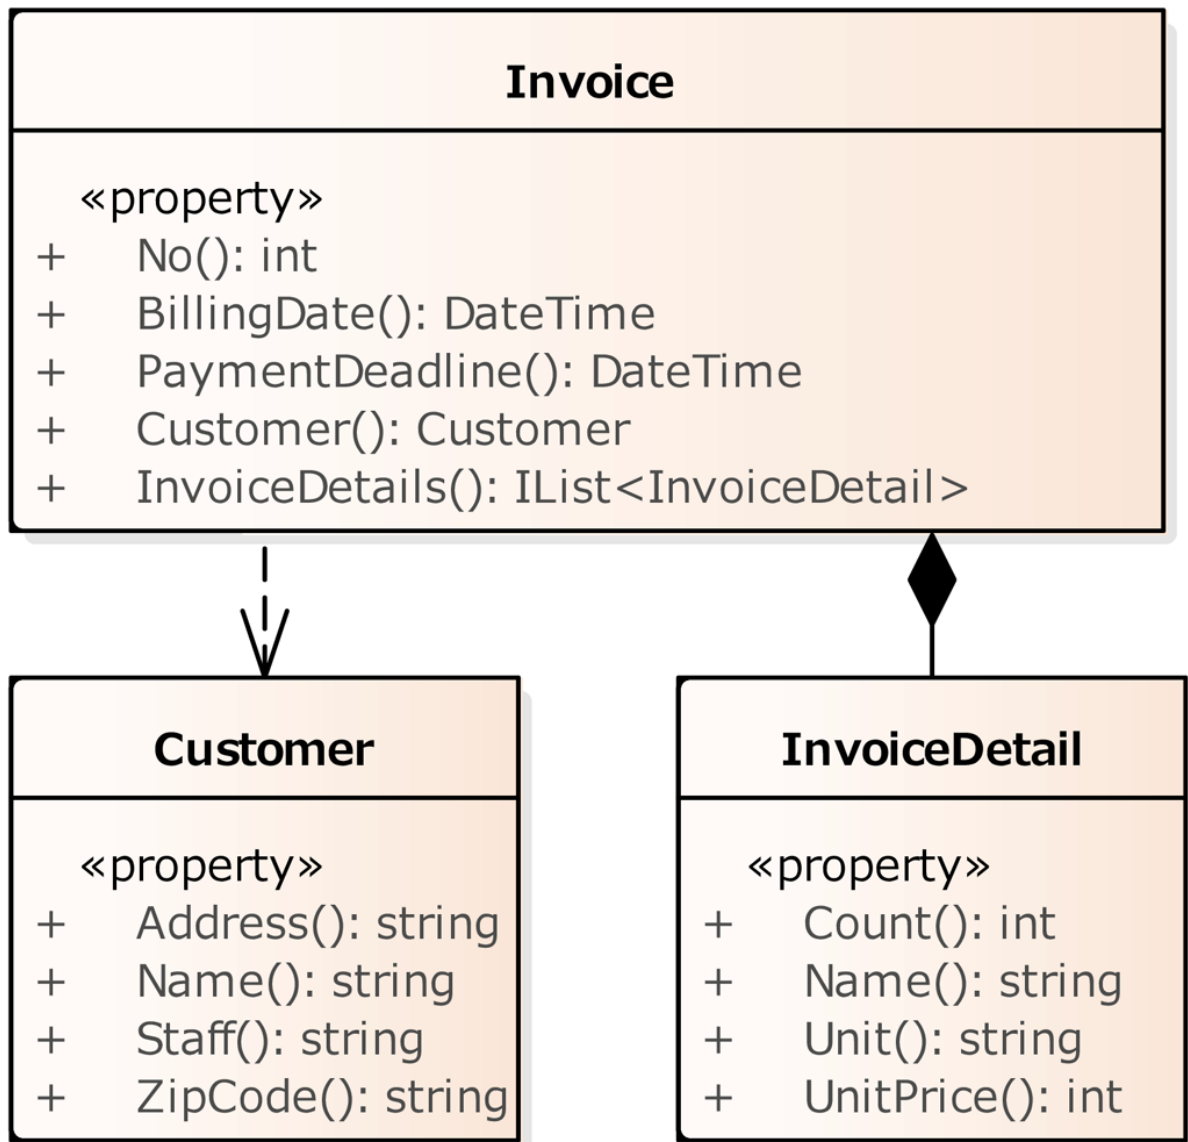 Invoice
«property»
+ No(): int
+ BillingDate(): DateTime
+ PaymentDeadline(): DateTime
+ Customer(): Customer
+ InvoiceDetails(): IList<InvoiceDetail>
Customer
«property»
+ Address(): string
+ Name(): string
+ Staff(): string
+ ZipCode(): string
InvoiceDetail
«property»
+ Count(): int
+ Name(): string
+ Unit(): string
+ UnitPrice(): int